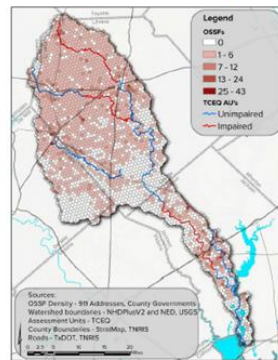 Legend
OSSFs
0
1 - 6
7 - 12
13 - 24
25 - 43
TCEQ AU's
Unimpaired
Impaired
Sources:
OSSF Density - 911 Addresses, County Governments
Watershed boundaries - NHDPlusV2 and NED, USGS
Assessment Units - TCEQ
County Boundaries - StratMap, TNRIS
Roads - TxDOT, TNRIS